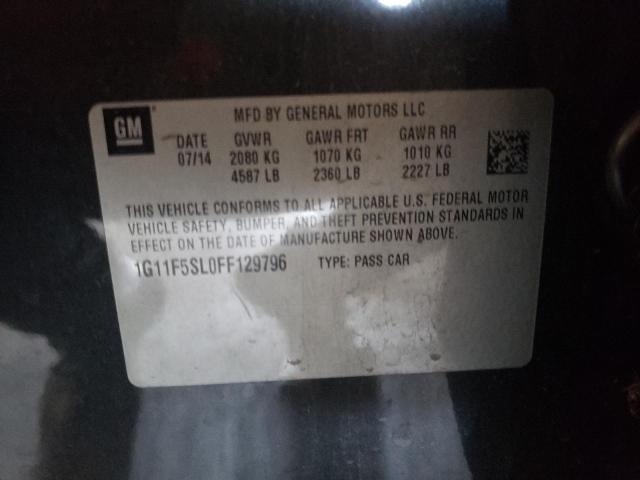 GM
MFD BY GENERAL MOTORS LLC
DATE GVWR GAWR FRT GAWR RR
07/14 2080 KG 1070 KG 1010 KG
4587 LB 2360 LB 2227 LB
THIS VEHICLE CONFORMS TO ALL APPLICABLE U.S. FEDERAL MOTOR
VEHICLE SAFETY, BUMPER, AND THEFT PREVENTION STANDARDS IN
EFFECT ON THE DATE OF MANUFACTURE SHOWN ABOVE.
1G11F5SL0FF129796 TYPE: PASS CAR